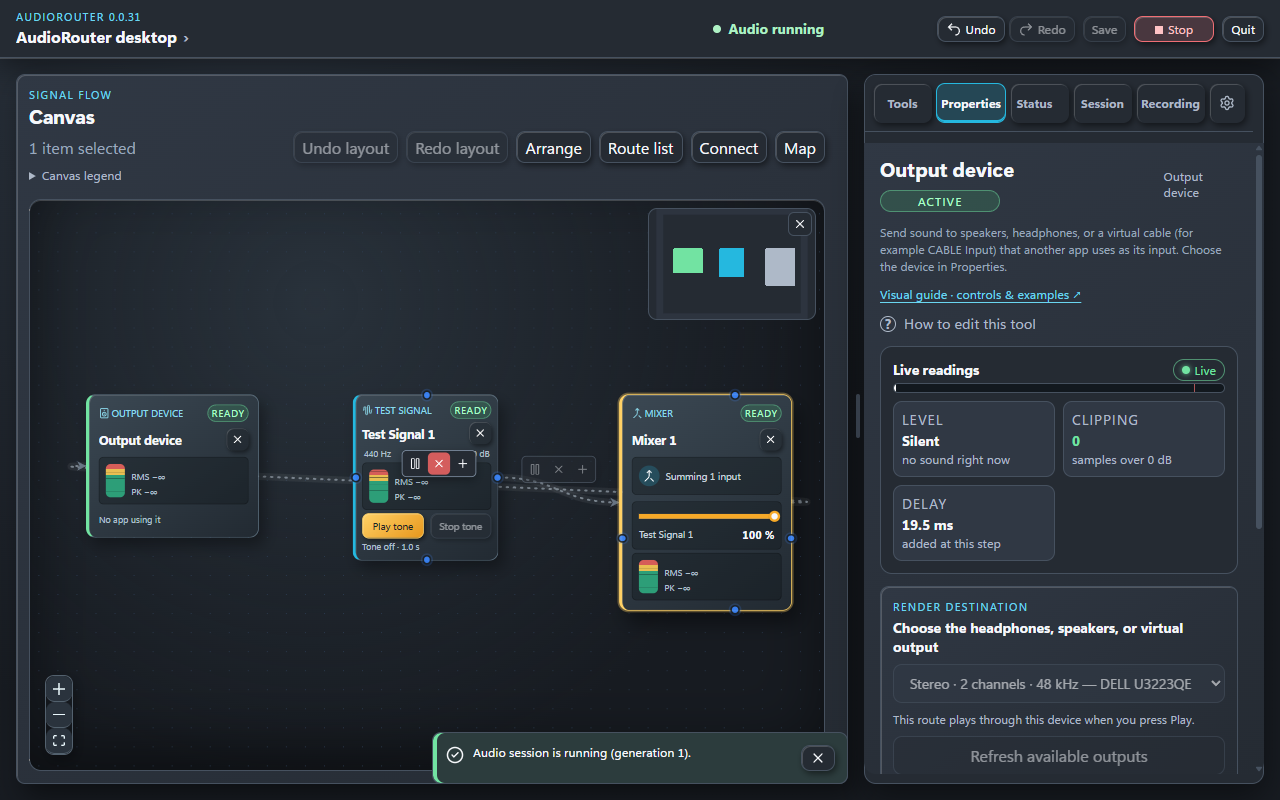 AUDIOROUTER 0.0.31
AudioRouter desktop ›
Audio running
Undo
Redo
Save
Stop
Quit
SIGNAL FLOW
Canvas
1 item selected
Undo layout
Redo layout
Arrange
Route list
Connect
Map
Canvas legend
OUTPUT DEVICE
READY
Output device
RMS −∞
PK −∞
No app using it
TEST SIGNAL
READY
Test Signal 1
440 Hz
dB
RMS −∞
PK −∞
Play tone
Stop tone
Tone off · 1.0 s
MIXER
READY
Mixer 1
Summing 1 input
Test Signal 1
100 %
RMS −∞
PK −∞
Audio session is running (generation 1).
Tools
Properties
Status
Session
Recording
Output device
Output
device
ACTIVE
Send sound to speakers, headphones, or a virtual cable (for
example CABLE Input) that another app uses as its input. Choose
the device in Properties.
Visual guide · controls & examples ↗
? How to edit this tool
Live readings
Live
LEVEL
Silent
no sound right now
CLIPPING
0
samples over 0 dB
DELAY
19.5 ms
added at this step
RENDER DESTINATION
Choose the headphones, speakers, or virtual
output
Stereo · 2 channels · 48 kHz — DELL U3223QE
This route plays through this device when you press Play.
Refresh available outputs